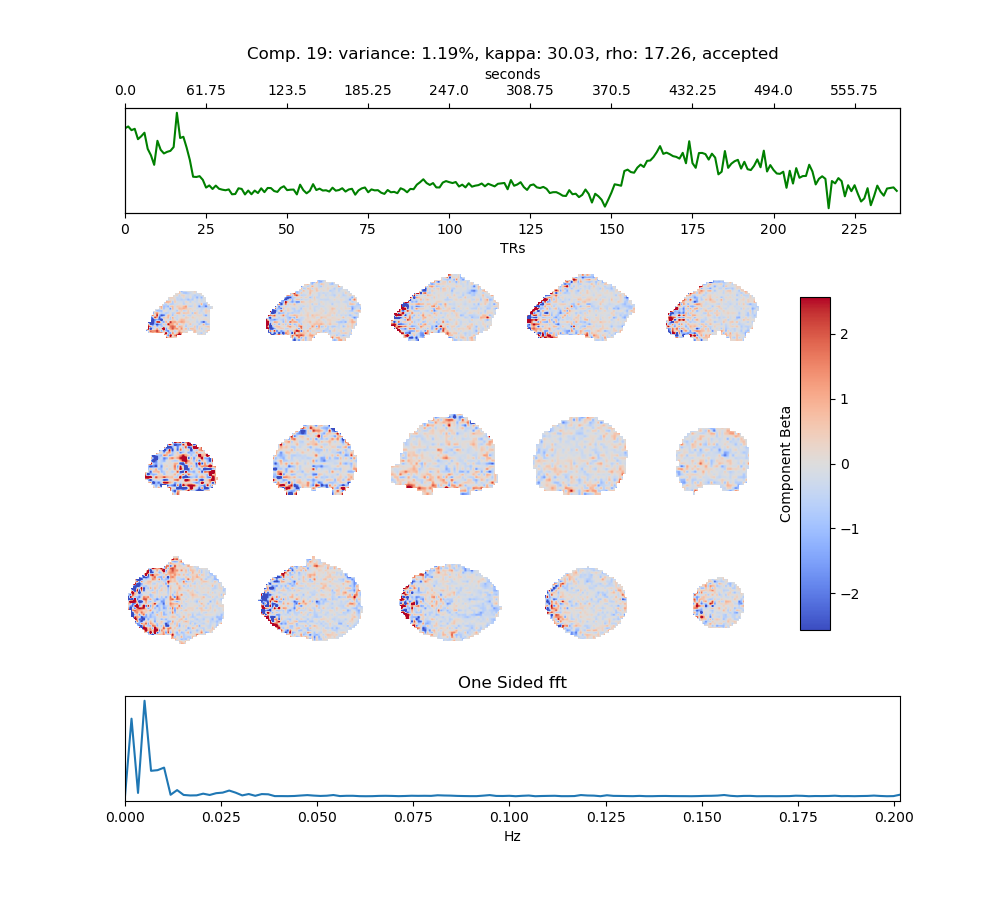 Comp. 19: variance: 1.19%, kappa: 30.03, rho: 17.26, accepted
seconds
0.0 61.75 123.5 185.25 247.0 308.75 370.5 432.25 494.0 555.75
0 25 50 75 100 125 150 175 200 225
TRs
2
1
0
−1
−2
Component Beta
One Sided fft
0.000 0.025 0.050 0.075 0.100 0.125 0.150 0.175 0.200
Hz